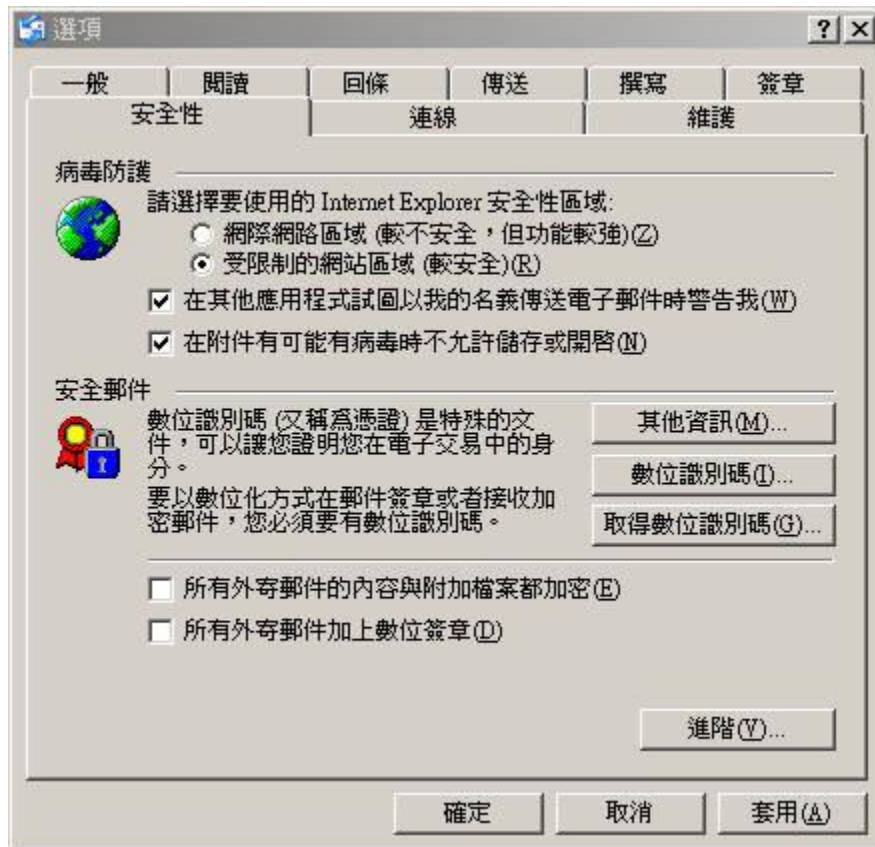 選項
一般 閱讀 回條 傳送 撰寫 簽章
安全性 連線 維護
病毒防護
請選擇要使用的 Internet Explorer 安全性區域:
網際網路區域 (較不安全，但功能較強)(Z)
受限制的網站區域 (較安全)(R)
在其他應用程式試圖以我的名義傳送電子郵件時警告我(W)
在附件有可能有病毒時不允許儲存或開啓(N)
安全郵件
數位識別碼 (又稱爲憑證) 是特殊的文
件，可以讓您證明您在電子交易中的身
分。
要以數位化方式在郵件簽章或者接收加
密郵件，您必須要有數位識別碼。
其他資訊(M)...
數位識別碼(I)...
取得數位識別碼(G)...
所有外寄郵件的內容與附加檔案都加密(E)
所有外寄郵件加上數位簽章(D)
進階(V)...
確定 取消 套用(A)